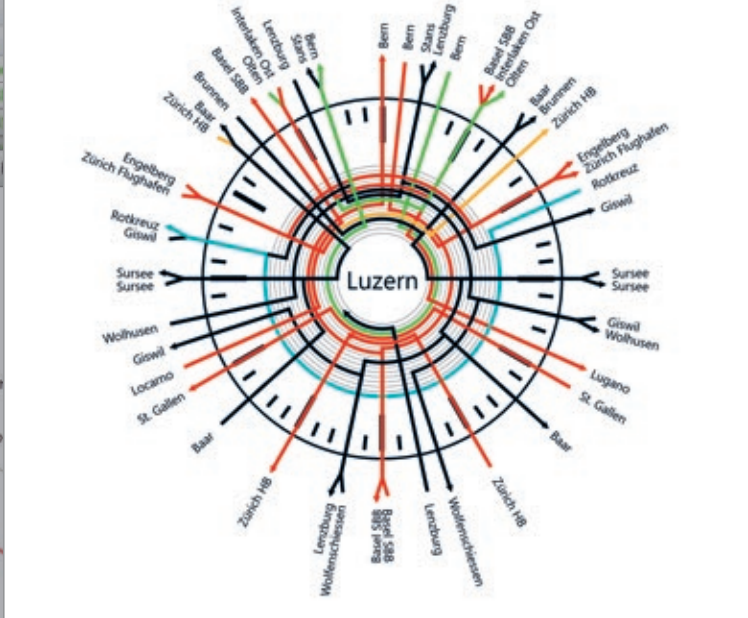 Bern
Bern
Stans
Lenzburg
Bern
Basel SBB
Interlaken Ost
Olten
Baar
Brunnen
Zürich HB
Engelberg
Zürich Flughafen
Rotkreuz
Giswil
Sursee
Sursee
Giswil
Wolhusen
Lugano
St. Gallen
Baar
Zürich HB
Wolfenschiessen
Lenzburg
Basel SBB
Basel SBB
Wolfenschiessen
Lenzburg
Zürich HB
Baar
St. Gallen
Locarno
Giswil
Wolhusen
Sursee
Sursee
Rotkreuz
Giswil
Engelberg
Zürich Flughafen
Zürich HB
Baar
Brunnen
Basel SBB
Olten
Interlaken Ost
Lenzburg
Stans
Bern
Luzern